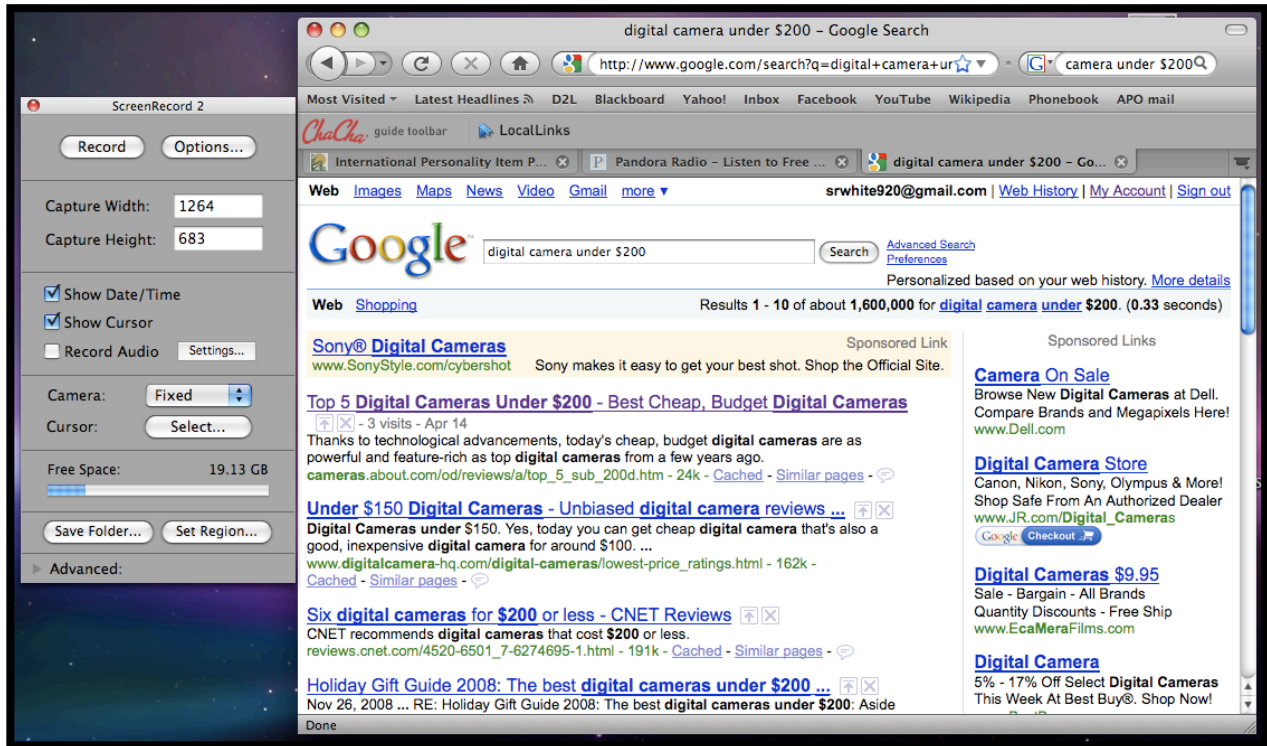 ScreenRecord 2
Record
Options...
Capture Width: 1264
Capture Height: 683
Show Date/Time
Show Cursor
Record Audio Settings...
Camera: Fixed
Cursor: Select...
Free Space: 19.13 GB
Save Folder... Set Region...
Advanced:
digital camera under $200 – Google Search
http://www.google.com/search?q=digital+camera+ur
G camera under $200
Most Visited Latest Headlines D2L Blackboard Yahoo! Inbox Facebook YouTube Wikipedia Phonebook APO mail
ChaCha guide toolbar LocalLinks
International Personality Item P... Pandora Radio – Listen to Free ... digital camera under $200 – Go...
Web Images Maps News Video Gmail more ▼ srwhite920@gmail.com | Web History | My Account | Sign out
Google™ digital camera under $200 Search
Advanced Search
Preferences
Personalized based on your web history. More details
Web Shopping Results 1 - 10 of about 1,600,000 for digital camera under $200. (0.33 seconds)
Sony® Digital Cameras Sponsored Link
www.SonyStyle.com/cybershot Sony makes it easy to get your best shot. Shop the Official Site.
Top 5 Digital Cameras Under $200 - Best Cheap, Budget Digital Cameras
- 3 visits - Apr 14
Thanks to technological advancements, today's cheap, budget digital cameras are as
powerful and feature-rich as top digital cameras from a few years ago.
cameras.about.com/od/reviews/a/top_5_sub_200d.htm - 24k - Cached - Similar pages -
Under $150 Digital Cameras - Unbiased digital camera reviews ...
Digital Cameras under $150. Yes, today you can get cheap digital camera that's also a
good, inexpensive digital camera for around $100. ...
www.digitalcamera-hq.com/digital-cameras/lowest-price_ratings.html - 162k -
Cached - Similar pages -
Six digital cameras for $200 or less - CNET Reviews
CNET recommends digital cameras that cost $200 or less.
reviews.cnet.com/4520-6501_7-6274695-1.html - 191k - Cached - Similar pages -
Holiday Gift Guide 2008: The best digital cameras under $200 ...
Nov 26, 2008 ... RE: Holiday Gift Guide 2008: The best digital cameras under $200: Aside
Sponsored Links
Camera On Sale
Browse New Digital Cameras at Dell.
Compare Brands and Megapixels Here!
www.Dell.com
Digital Camera Store
Canon, Nikon, Sony, Olympus & More!
Shop Safe From An Authorized Dealer
www.JR.com/Digital_Cameras
Google Checkout
Digital Cameras $9.95
Sale - Bargain - All Brands
Quantity Discounts - Free Ship
www.EcaMeraFilms.com
Digital Camera
5% - 17% Off Select Digital Cameras
This Week At Best Buy®. Shop Now!
Done